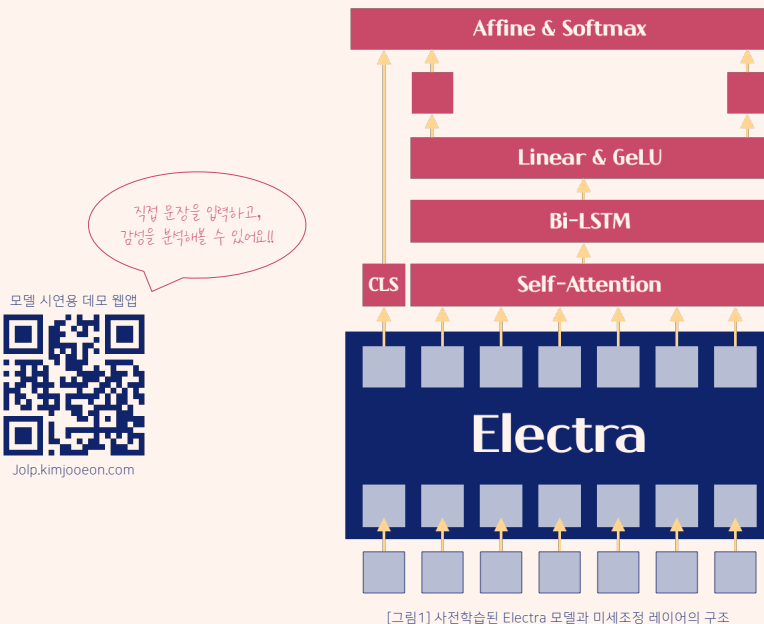 Affine & Softmax
Linear & GeLU
Bi-LSTM
CLS
Self-Attention
Electra
직접 문장을 입력하고,
감성을 분석해볼 수 있어요!!
모델 시연용 데모 웹앱
Jolp.kimjooeon.com
[그림1] 사전학습된 Electra 모델과 미세조정 레이어의 구조